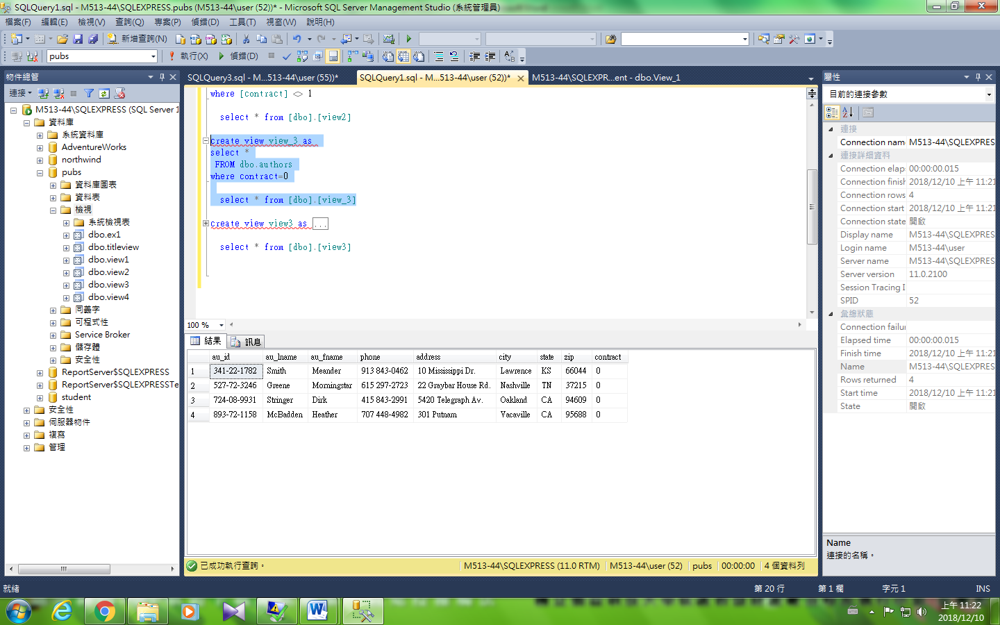 SQLQuery1.sql - M513-44\SQLEXPRESS.pubs (M513-44\user (52))* - Microsoft SQL Server Management Studio (系統管理員)
檔案(F) 編輯(E) 檢視(V) 查詢(Q) 專案(P) 偵錯(D) 工具(T) 視窗(W) 說明(H)
新增查詢(N)
pubs 執行(X) 偵錯(D)
物件總管
連接
M513-44\SQLEXPRESS (SQL Server 1
資料庫
系統資料庫
AdventureWorks
northwind
pubs
資料庫圖表
資料表
檢視
系統檢視表
dbo.ex1
dbo.titleview
dbo.view1
dbo.view2
dbo.view3
dbo.view4
同義字
可程式性
Service Broker
儲存體
安全性
ReportServer$SQLEXPRESS
ReportServer$SQLEXPRESSTe
student
安全性
伺服器物件
複寫
管理
SQLQuery3.sql - M...513-44\user (55))* SQLQuery1.sql - M...513-44\user (52))* M513-44\SQLEXPR...ent - dbo.View_1
where [contract] <> 1
select * from [dbo].[view2]
create view view_3 as
select *
FROM dbo.authors
where contract=0
select * from [dbo].[view_3]
create view view3 as ...
select * from [dbo].[view3]
100 %
結果 訊息
au_id au_lname au_fname phone address city state zip contract
1 341-22-1782 Smith Meander 913 843-0462 10 Mississippi Dr. Lawrence KS 66044 0
2 527-72-3246 Greene Morningstar 615 297-2723 22 Graybar House Rd. Nashville TN 37215 0
3 724-08-9931 Stringer Dirk 415 843-2991 5420 Telegraph Av. Oakland CA 94609 0
4 893-72-1158 McBadden Heather 707 448-4982 301 Putnam Vacaville CA 95688 0
已成功執行查詢。 M513-44\SQLEXPRESS (11.0 RTM) M513-44\user (52) pubs 00:00:00 4 個資料列
屬性
目前的連接參數
連接
Connection name M513-44\SQLEXPRES
連接詳細資料
Connection elap 00:00:00.015
Connection finish 2018/12/10 上午 11:21
Connection rows 4
Connection start 2018/12/10 上午 11:21
Connection state 開啟
Display name M513-44\SQLEXPRES
Login name M513-44\user
Server name M513-44\SQLEXPRES
Server version 11.0.2100
Session Tracing I
SPID 52
彙總狀態
Connection failur
Elapsed time 00:00:00.015
Finish time 2018/12/10 上午 11:21
Name M513-44\SQLEXPRES
Rows returned 4
Start time 2018/12/10 上午 11:21
State 開啟
Name
連接的名稱。
就緒 第 20 行 第 1 欄 字元 1 INS
上午 11:22
2018/12/10